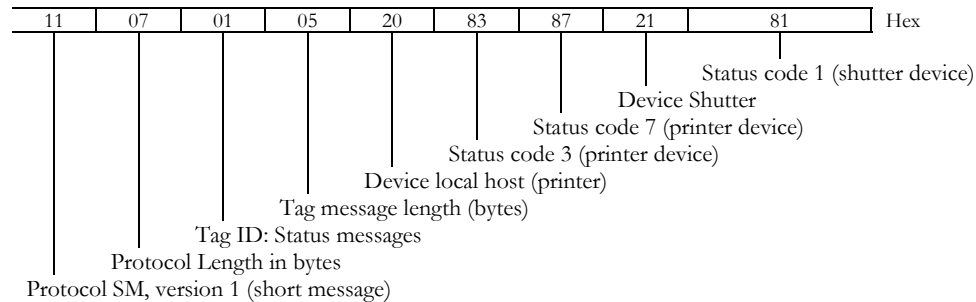 11 07 01 05 20 83 87 21 81 Hex
Status code 1 (shutter device)
Device Shutter
Status code 7 (printer device)
Status code 3 (printer device)
Device local host (printer)
Tag message length (bytes)
Tag ID: Status messages
Protocol Length in bytes
Protocol SM, version 1 (short message)